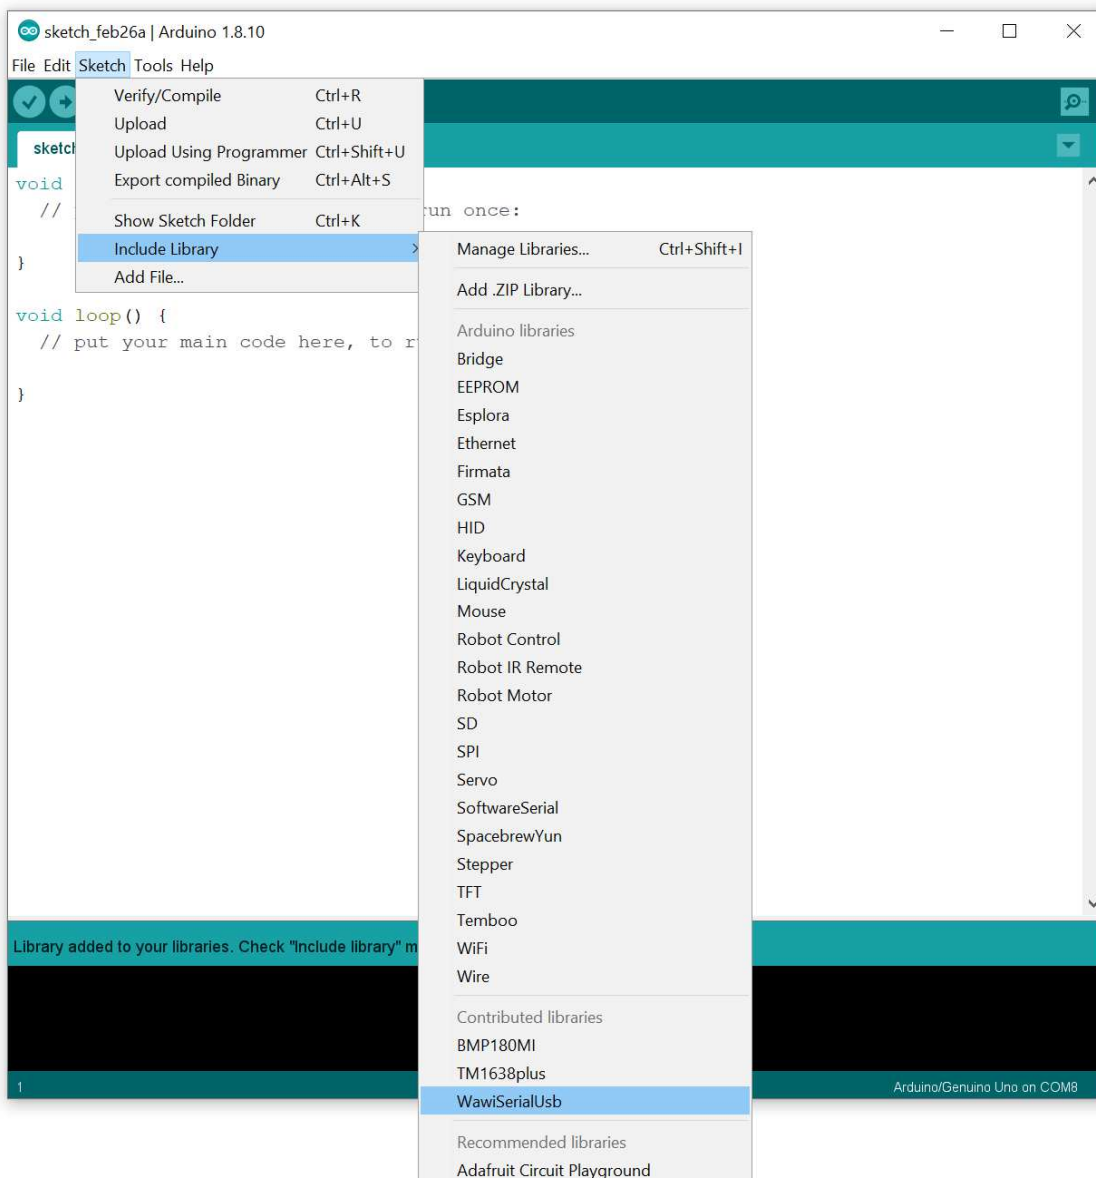 sketch_feb26a | Arduino 1.8.10
File Edit Sketch Tools Help
Verify/Compile Ctrl+R
Upload Ctrl+U
Upload Using Programmer Ctrl+Shift+U
Export compiled Binary Ctrl+Alt+S
Show Sketch Folder Ctrl+K
Include Library
Add File...
sketch
void
// run once:
}
void loop() {
// put your main code here, to r
}
Manage Libraries... Ctrl+Shift+I
Add .ZIP Library...
Arduino libraries
Bridge
EEPROM
Esplora
Ethernet
Firmata
GSM
HID
Keyboard
LiquidCrystal
Mouse
Robot Control
Robot IR Remote
Robot Motor
SD
SPI
Servo
SoftwareSerial
SpacebrewYun
Stepper
TFT
Temboo
WiFi
Wire
Contributed libraries
BMP180MI
TM1638plus
WawiSerialUsb
Recommended libraries
Adafruit Circuit Playground
Library added to your libraries. Check "Include library" m
1 Arduino/Genuino Uno on COM8